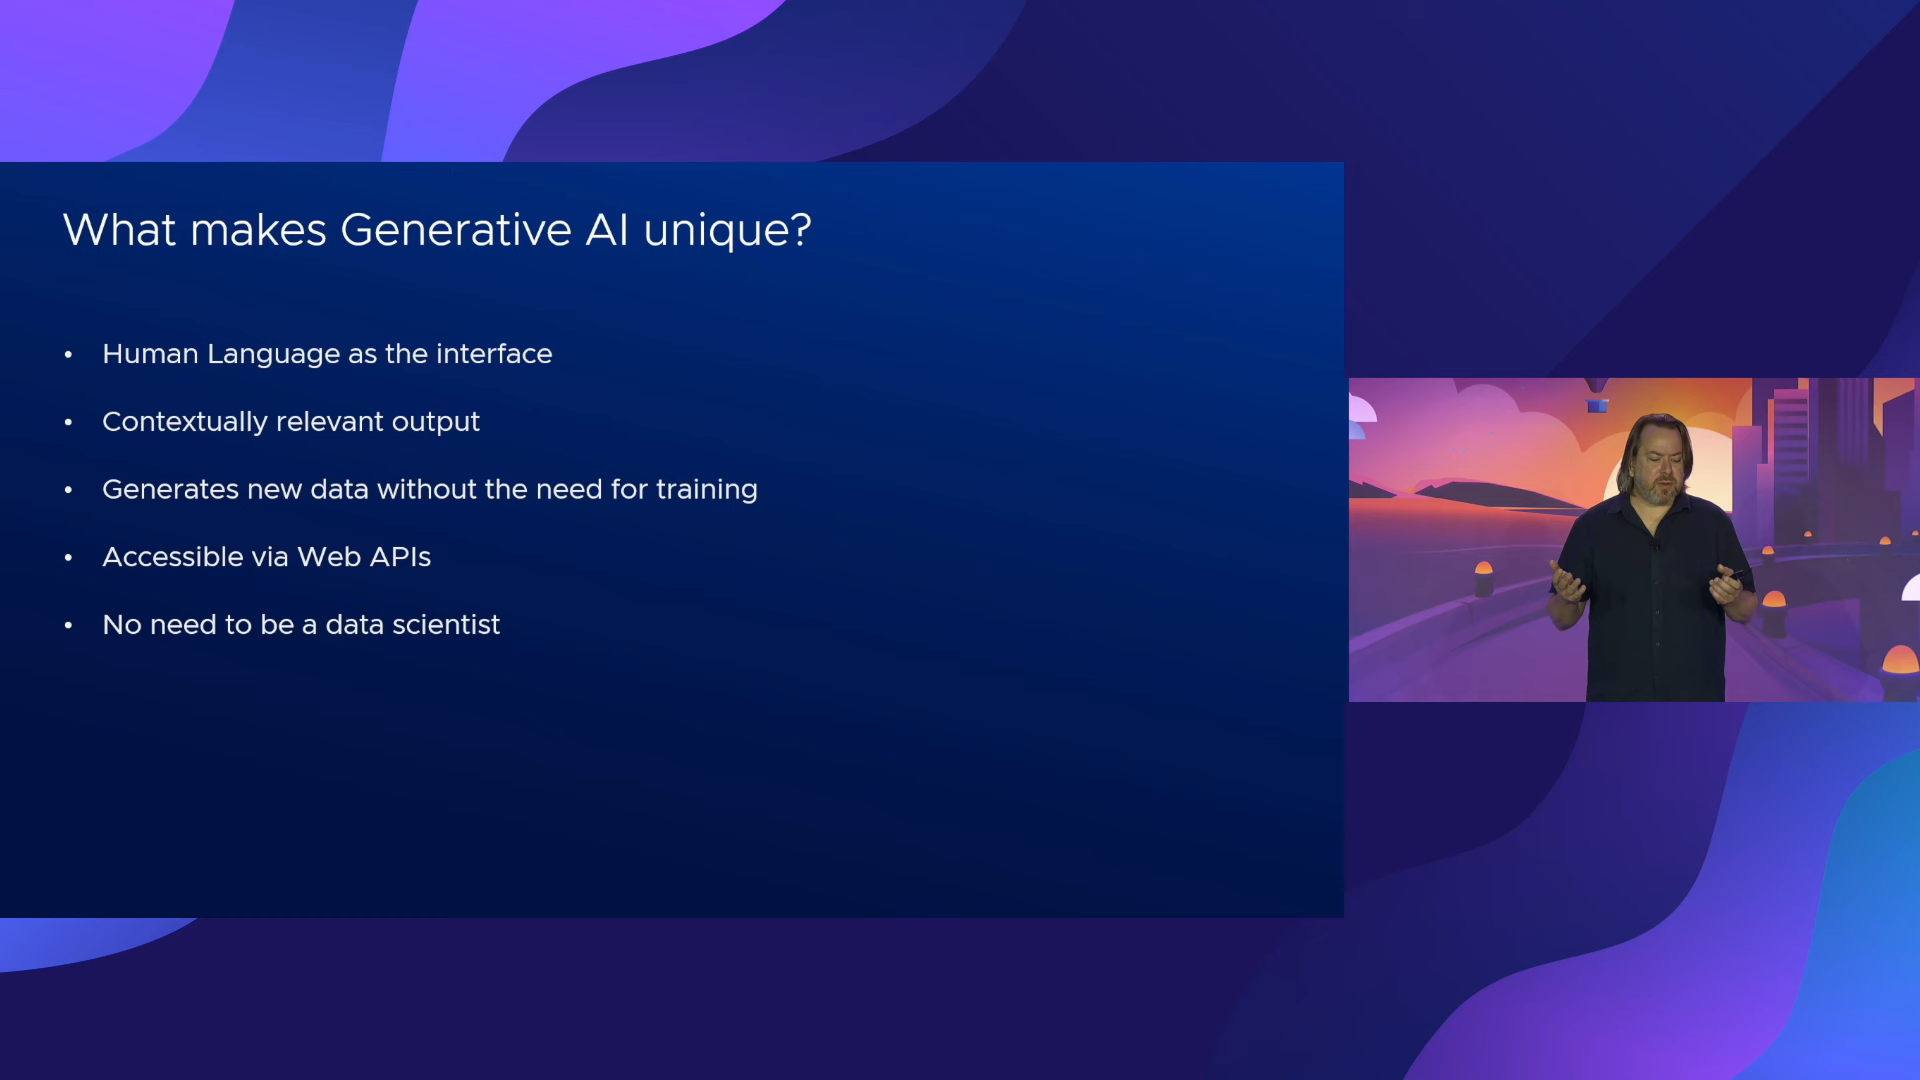 What makes Generative AI unique?
• Human Language as the interface
• Contextually relevant output
• Generates new data without the need for training
• Accessible via Web APIs
• No need to be a data scientist